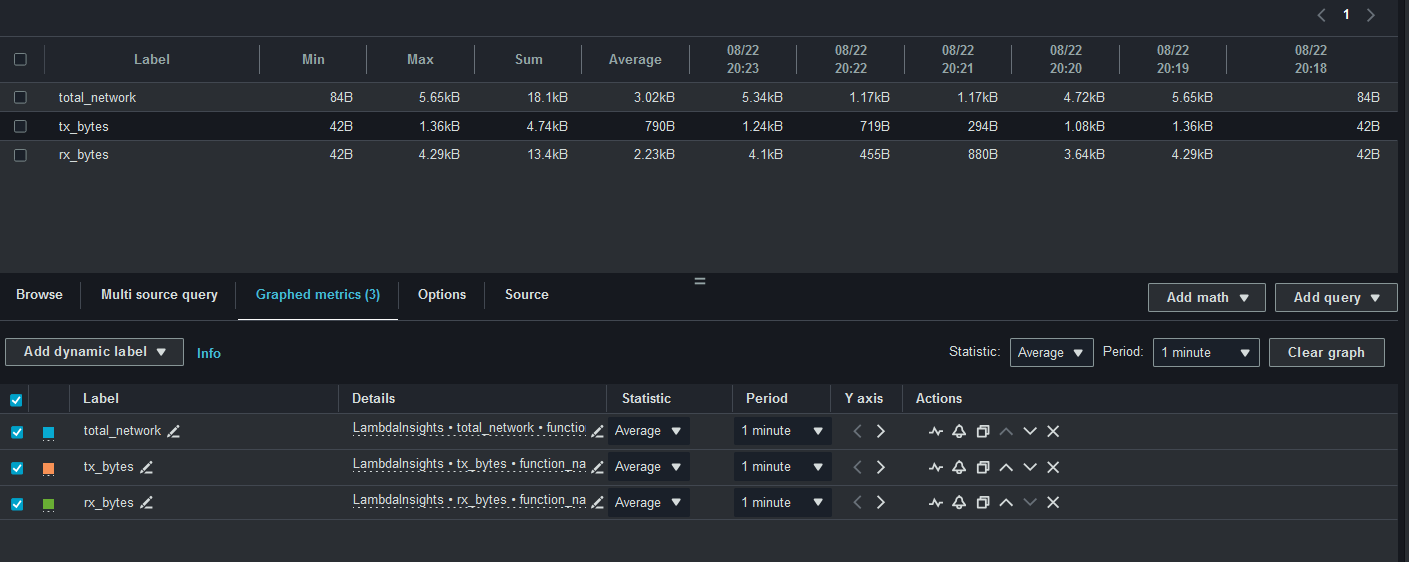 1
Label Min Max Sum Average 08/22 20:23 08/22 20:22 08/22 20:21 08/22 20:20 08/22 20:19 08/22 20:18
total_network 84B 5.65kB 18.1kB 3.02kB 5.34kB 1.17kB 1.17kB 4.72kB 5.65kB 84B
tx_bytes 42B 1.36kB 4.74kB 790B 1.24kB 719B 294B 1.08kB 1.36kB 42B
rx_bytes 42B 4.29kB 13.4kB 2.23kB 4.1kB 455B 880B 3.64kB 4.29kB 42B
Browse Multi source query Graphed metrics (3) Options Source Add math Add query
Add dynamic label Info Statistic: Average Period: 1 minute Clear graph
Label Details Statistic Period Y axis Actions
total_network LambdaInsights • total_network • functio Average 1 minute
tx_bytes LambdaInsights • tx_bytes • function_na Average 1 minute
rx_bytes LambdaInsights • rx_bytes • function_na Average 1 minute